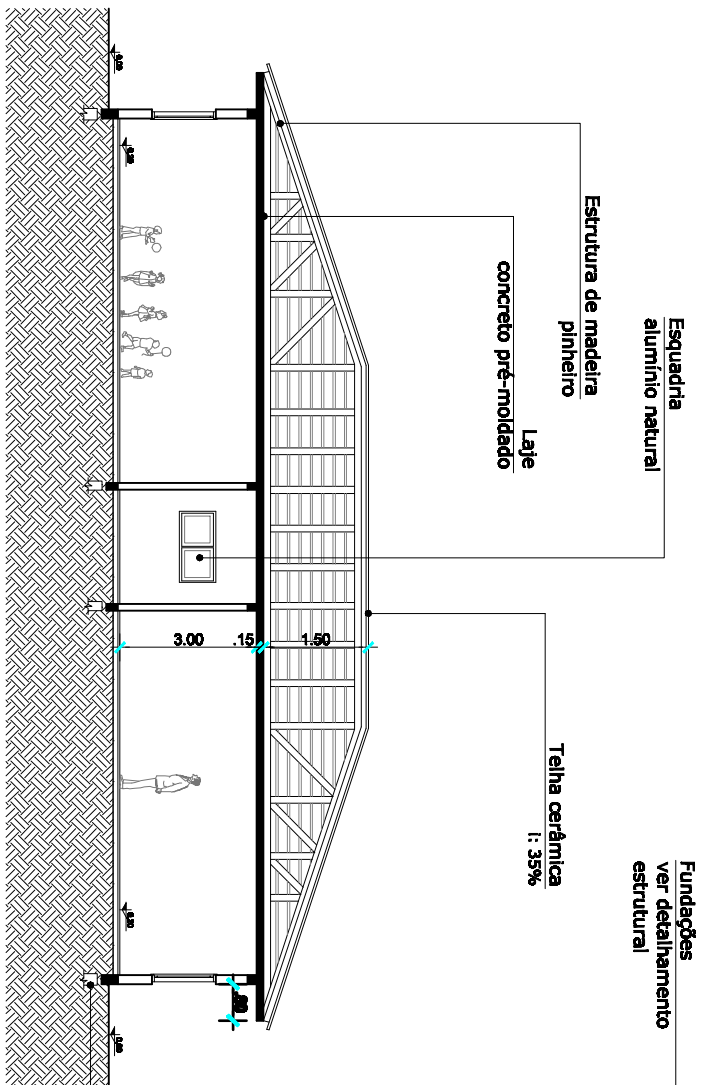 Esquadria
alumínio natural
Estrutura de madeira
pinheiro
Laje
concreto pré-moldado
Telha cerâmica
i: 35%
Fundações
ver detalhamento
estrutural
3.00
.15
1.50